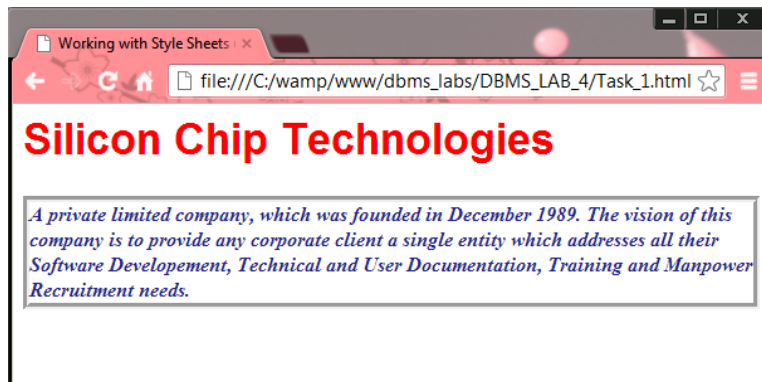 Working with Style Sheets
file:///C:/wamp/www/dbms_labs/DBMS_LAB_4/Task_1.html
Silicon Chip Technologies
A private limited company, which was founded in December 1989. The vision of this
company is to provide any corporate client a single entity which addresses all their
Software Developement, Technical and User Documentation, Training and Manpower
Recruitment needs.